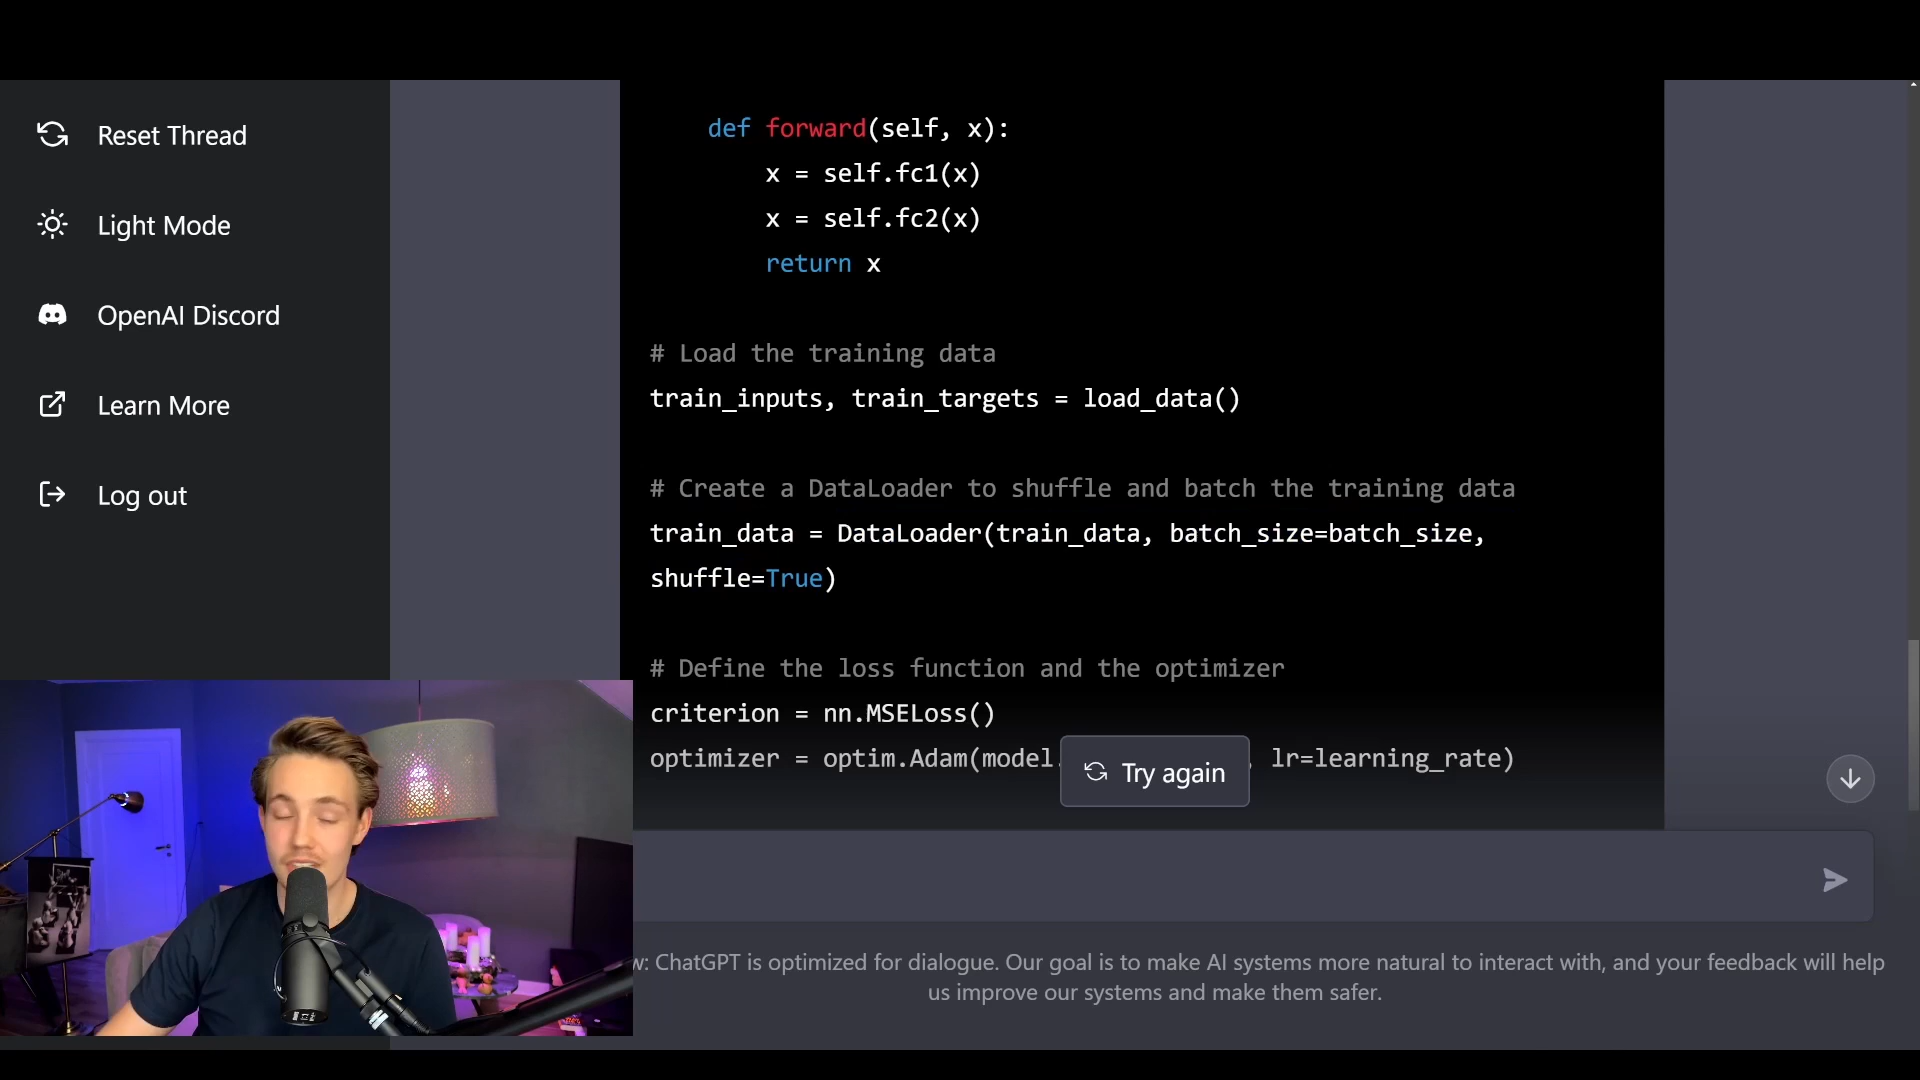 Reset Thread
Light Mode
OpenAI Discord
Learn More
Log out
def forward(self, x):
x = self.fc1(x)
x = self.fc2(x)
return x
# Load the training data
train_inputs, train_targets = load_data()
# Create a DataLoader to shuffle and batch the training data
train_data = DataLoader(train_data, batch_size=batch_size,
shuffle=True)
# Define the loss function and the optimizer
criterion = nn.MSELoss()
optimizer = optim.Adam(model. , lr=learning_rate)
Try again
w: ChatGPT is optimized for dialogue. Our goal is to make AI systems more natural to interact with, and your feedback will help
us improve our systems and make them safer.